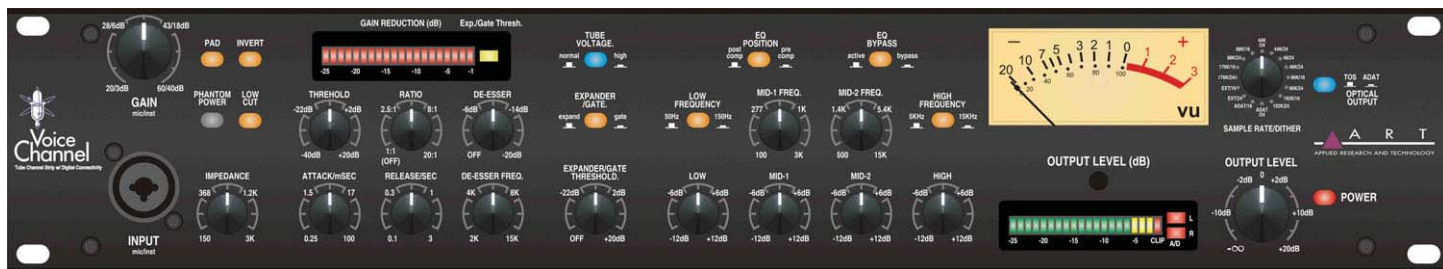 28/6dB 43/18dB
20/3dB 60/40dB
GAIN
mic/inst
PAD INVERT
PHANTOM POWER
LOW CUT
Voice Channel
Tube Channel Strip w/ Digital Connectivity
INPUT
mic/inst
IMPEDANCE
368 1.2K
150 3K
GAIN REDUCTION (dB) Exp./Gate Thresh.
-25 -20 -15 -10 -5 -1
THREHOLD
-22dB +2dB
-40dB +20dB
RATIO
2.5:1 8:1
1:1 20:1
(OFF)
DE-ESSER
-6dB -14dB
OFF -20dB
ATTACK/mSEC
1.5 17
0.25 100
RELEASE/SEC
0.3 1
0.1 3
DE-ESSER FREQ.
4K 8K
2K 15K
TUBE VOLTAGE.
normal high
EXPANDER /GATE.
expand gate
EXPANDER/GATE THRESHOLD.
-22dB 2dB
OFF +20dB
EQ POSITION
post comp pre comp
EQ BYPASS
active bypass
LOW FREQUENCY
50Hz 150Hz
MID-1 FREQ.
277 1K
100 3K
MID-2 FREQ.
1.4K 5.4K
500 15K
HIGH FREQUENCY
5KHz 15KHz
LOW
-6dB +6dB
-12dB +12dB
MID-1
-6dB +6dB
-12dB +12dB
MID-2
-6dB +6dB
-12dB +12dB
HIGH
-6dB +6dB
-12dB +12dB
− +
20 10 7 5 3 2 1 0 1 2 3
0 20 40 60 80 100
vu
OUTPUT LEVEL (dB)
-25 -20 -15 -10 -5 CLIP A/D
L
R
SAMPLE RATE/DITHER
TOS ADAT
OPTICAL OUTPUT
ART
APPLIED RESEARCH AND TECHNOLOGY
OUTPUT LEVEL
0
-2dB +2dB
-10dB +10dB
-∞ +20dB
POWER